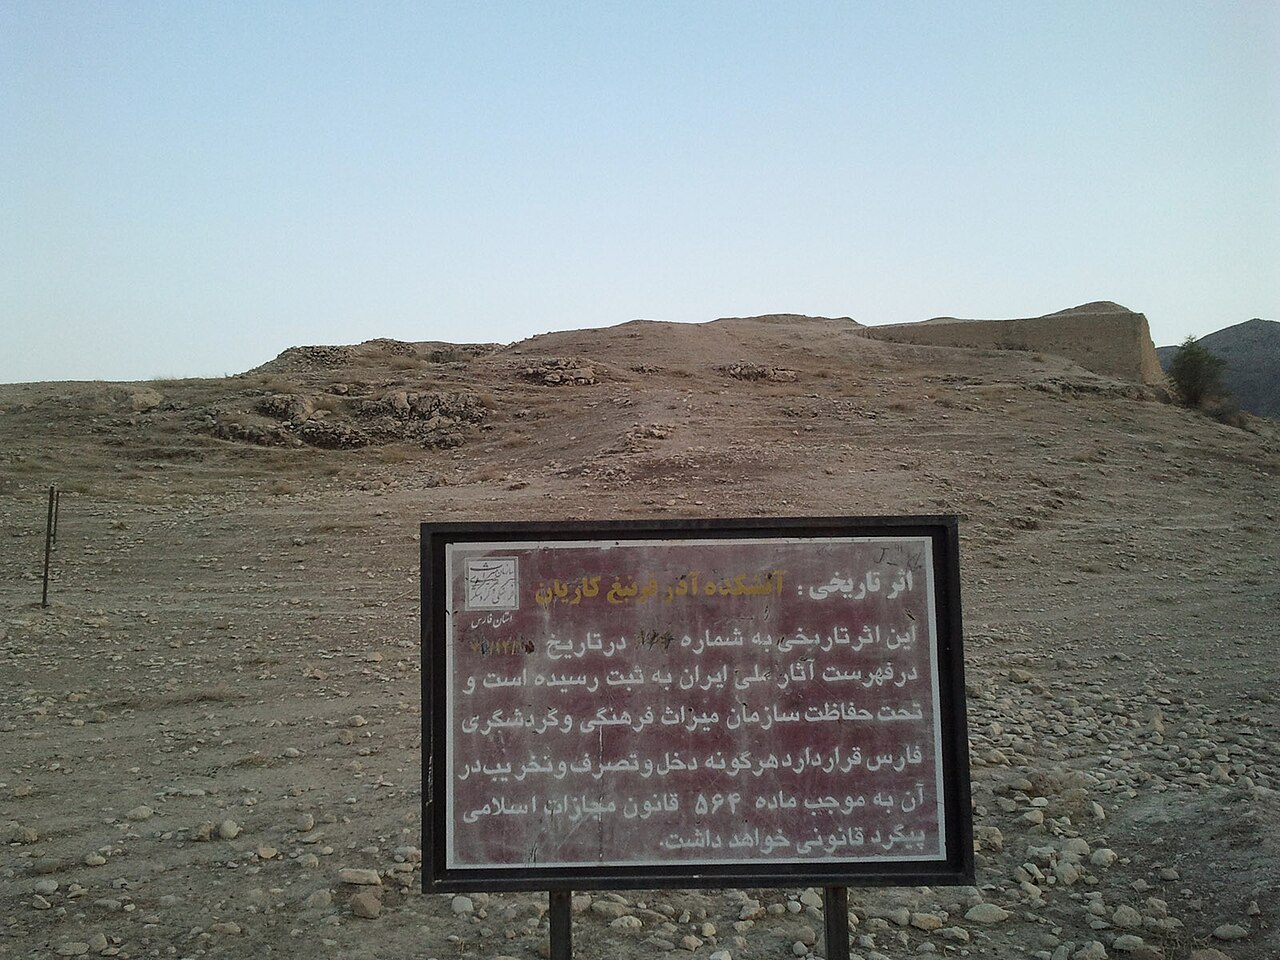 اثر تاریخی : آتشکده آذر فرنبغ کاریان
این اثر تاریخی به شماره در تاریخ
در فهرست آثار ملی ایران به ثبت رسیده است و
تحت حفاظت سازمان میراث فرهنگی و گردشگری
فارس قرار دارد هرگونه دخل و تصرف و تخریب در
آن به موجب ماده ۵۶۴ قانون مجازات اسلامی
پیگرد قانونی خواهد داشت.
استان فارس